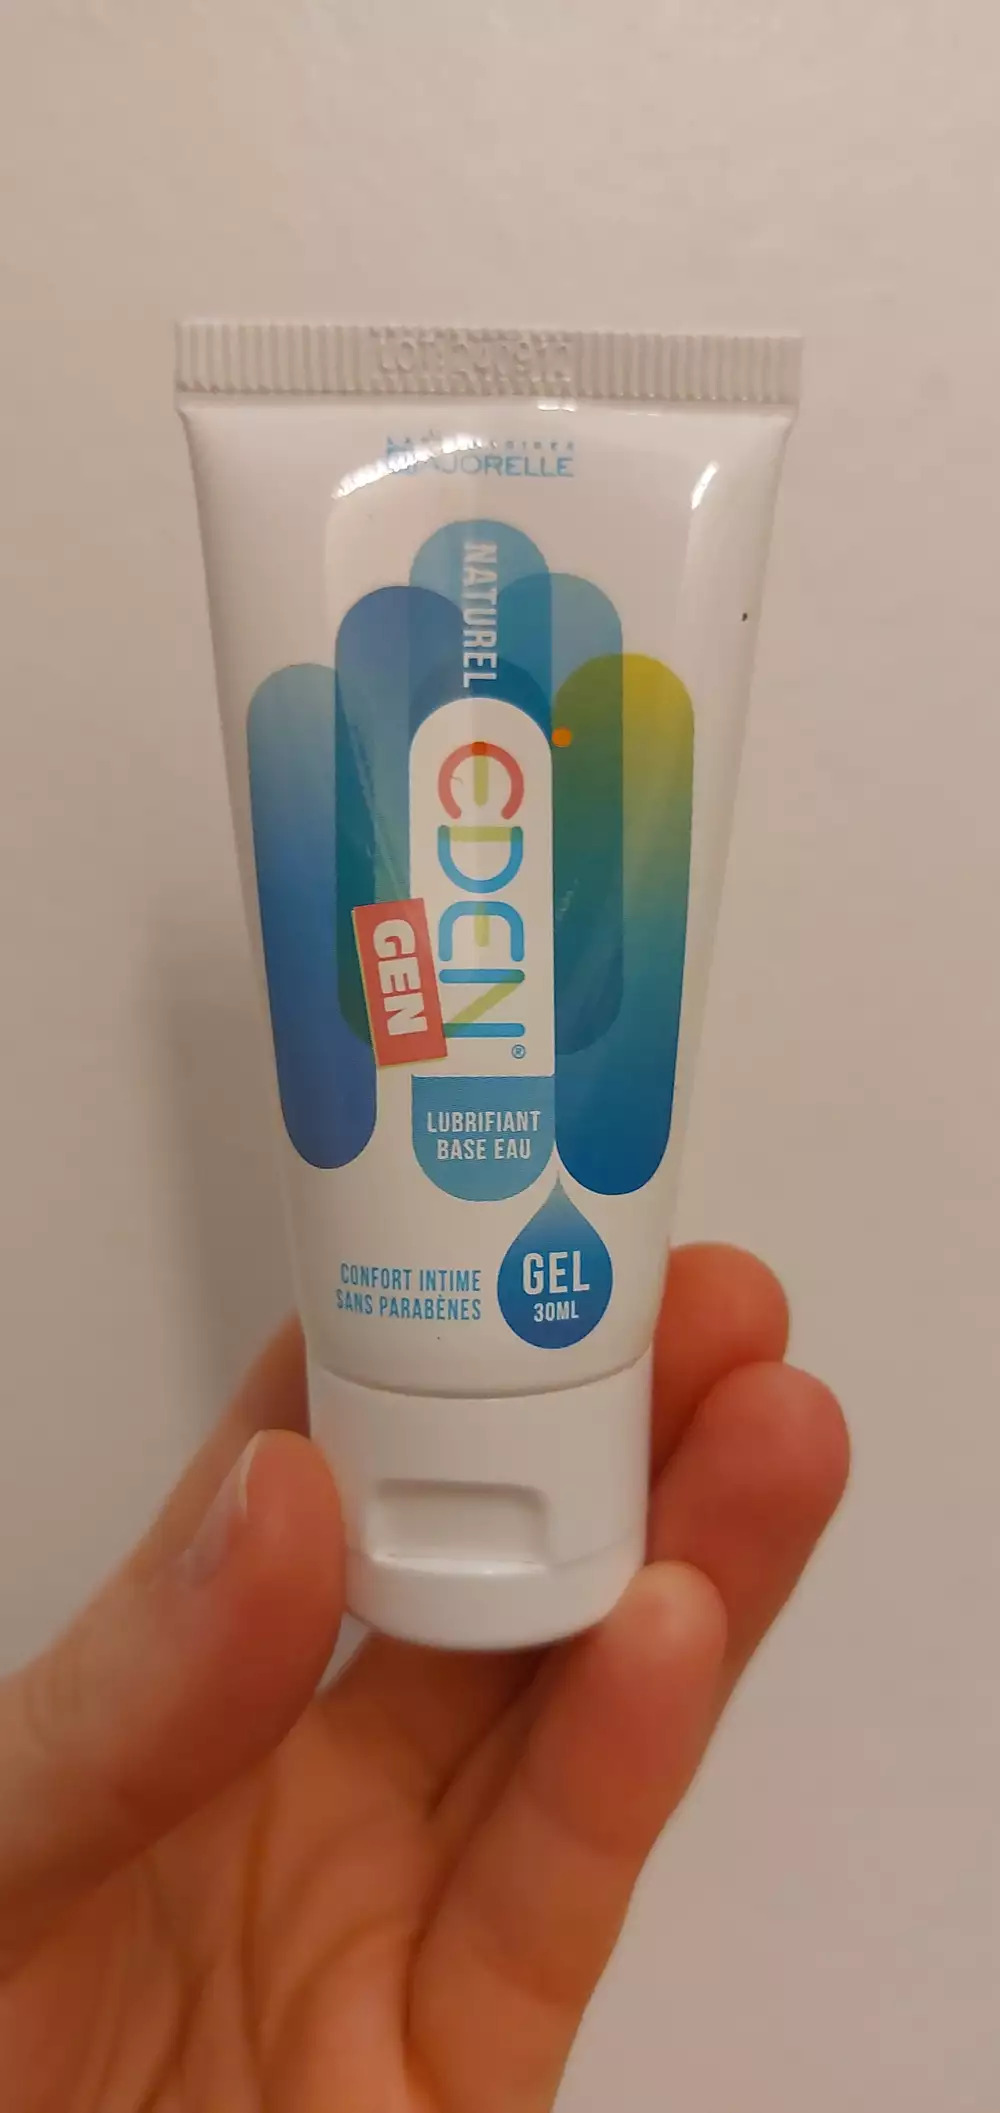 MAJORELLE
NATUREL
EDEN®
GEN
LUBRIFIANT
BASE EAU
CONFORT INTIME
SANS PARABÈNES
GEL
30ML